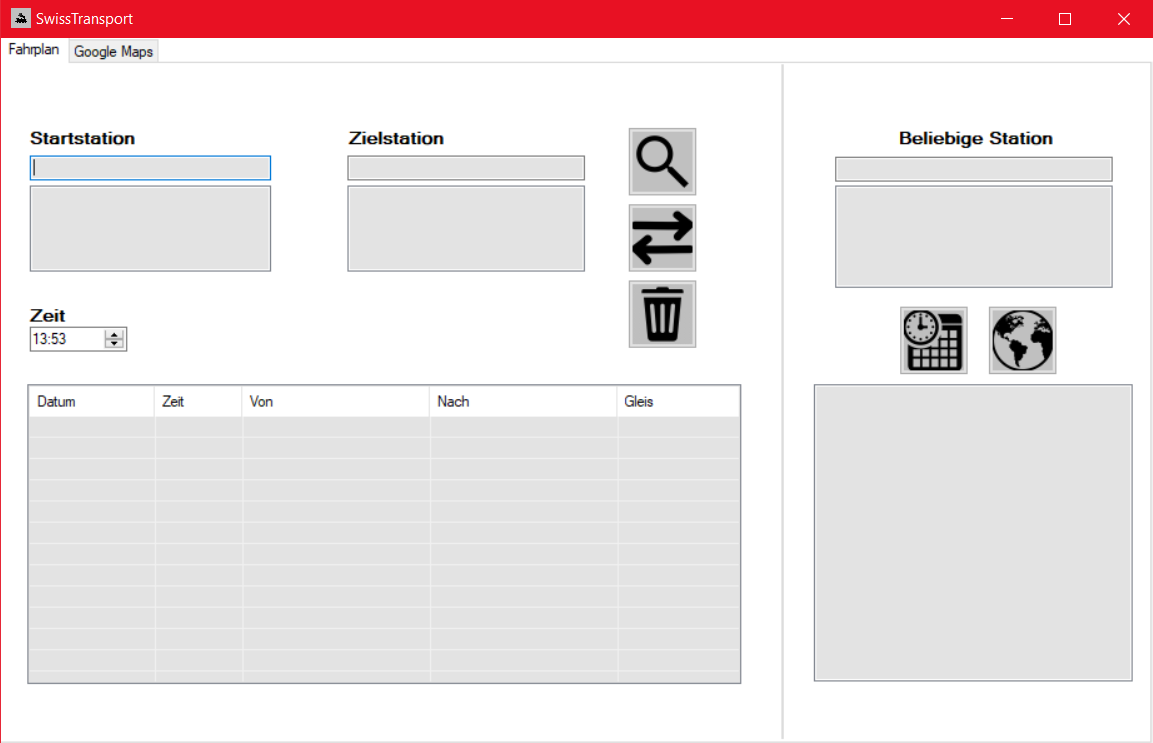 SwissTransport
Fahrplan Google Maps
Startstation Zielstation Beliebige Station
Zeit
13:53
Datum Zeit Von Nach Gleis